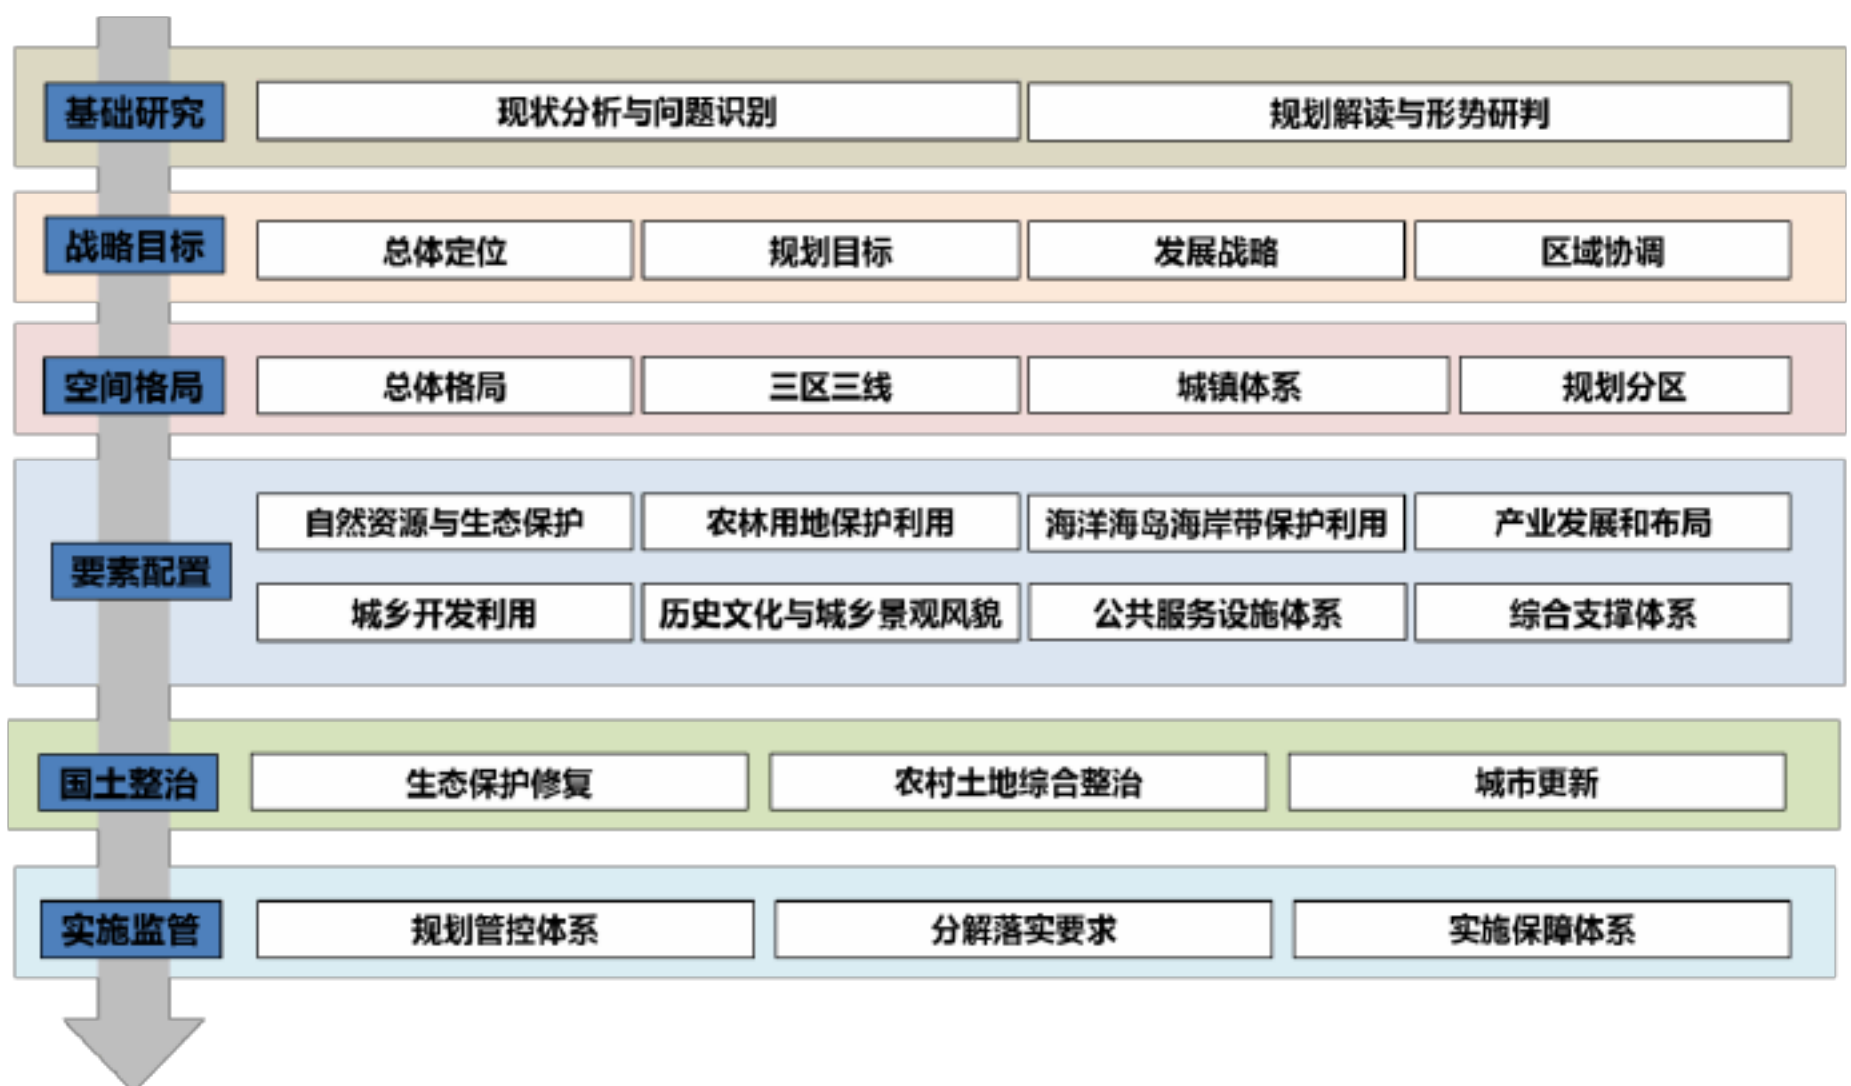 基础研究
现状分析与问题识别
规划解读与形势研判
战略目标
总体定位
规划目标
发展战略
区域协调
空间格局
总体格局
三区三线
城镇体系
规划分区
要素配置
自然资源与生态保护
农林用地保护利用
海洋海岛海岸带保护利用
产业发展和布局
城乡开发利用
历史文化与城乡景观风貌
公共服务设施体系
综合支撑体系
国土整治
生态保护修复
农村土地综合整治
城市更新
实施监管
规划管控体系
分解落实要求
实施保障体系